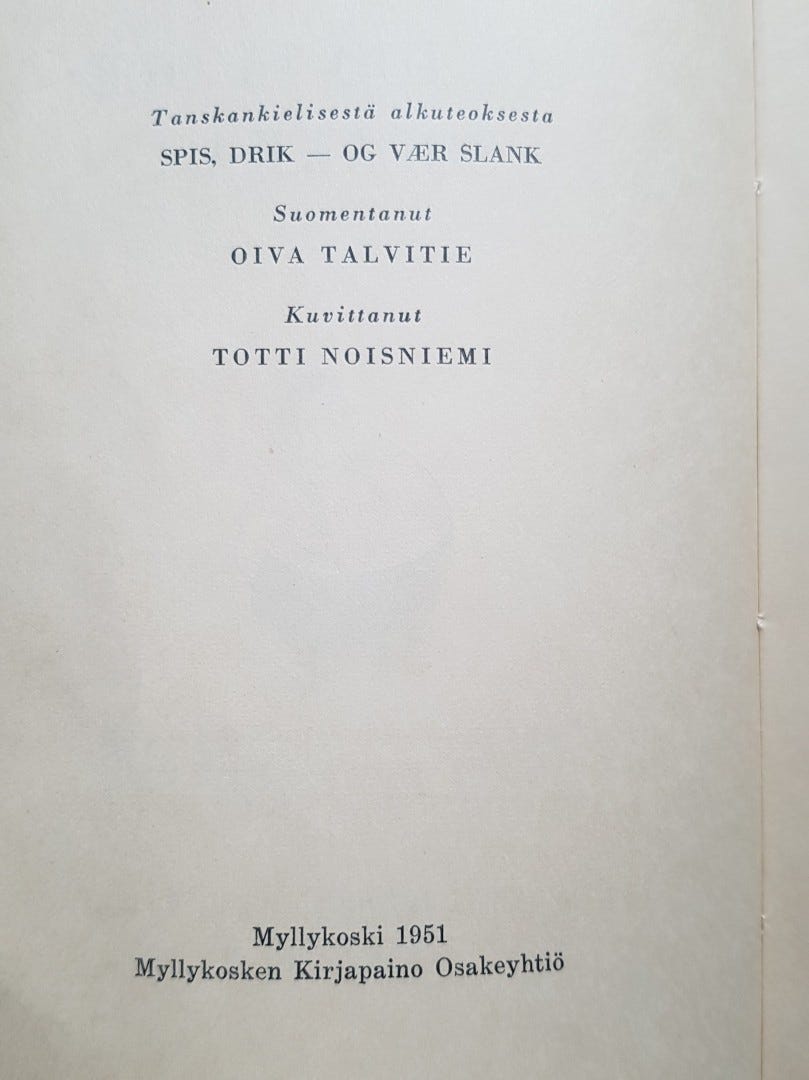 Tanskankielisestä alkuteoksesta
SPIS, DRIK — OG VÆR SLANK
Suomentanut
OIVA TALVITIE
Kuvittanut
TOTTI NOISNIEMI
Myllykoski 1951
Myllykosken Kirjapaino Osakeyhtiö